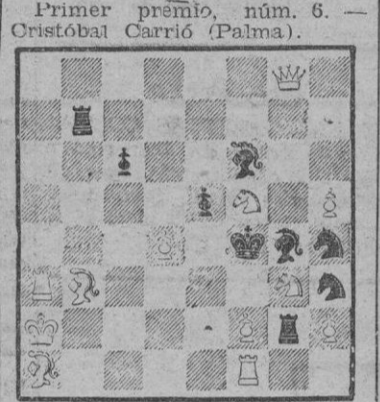 Primer premio, núm. 6. —
Cristóbal Carrió (Palma).